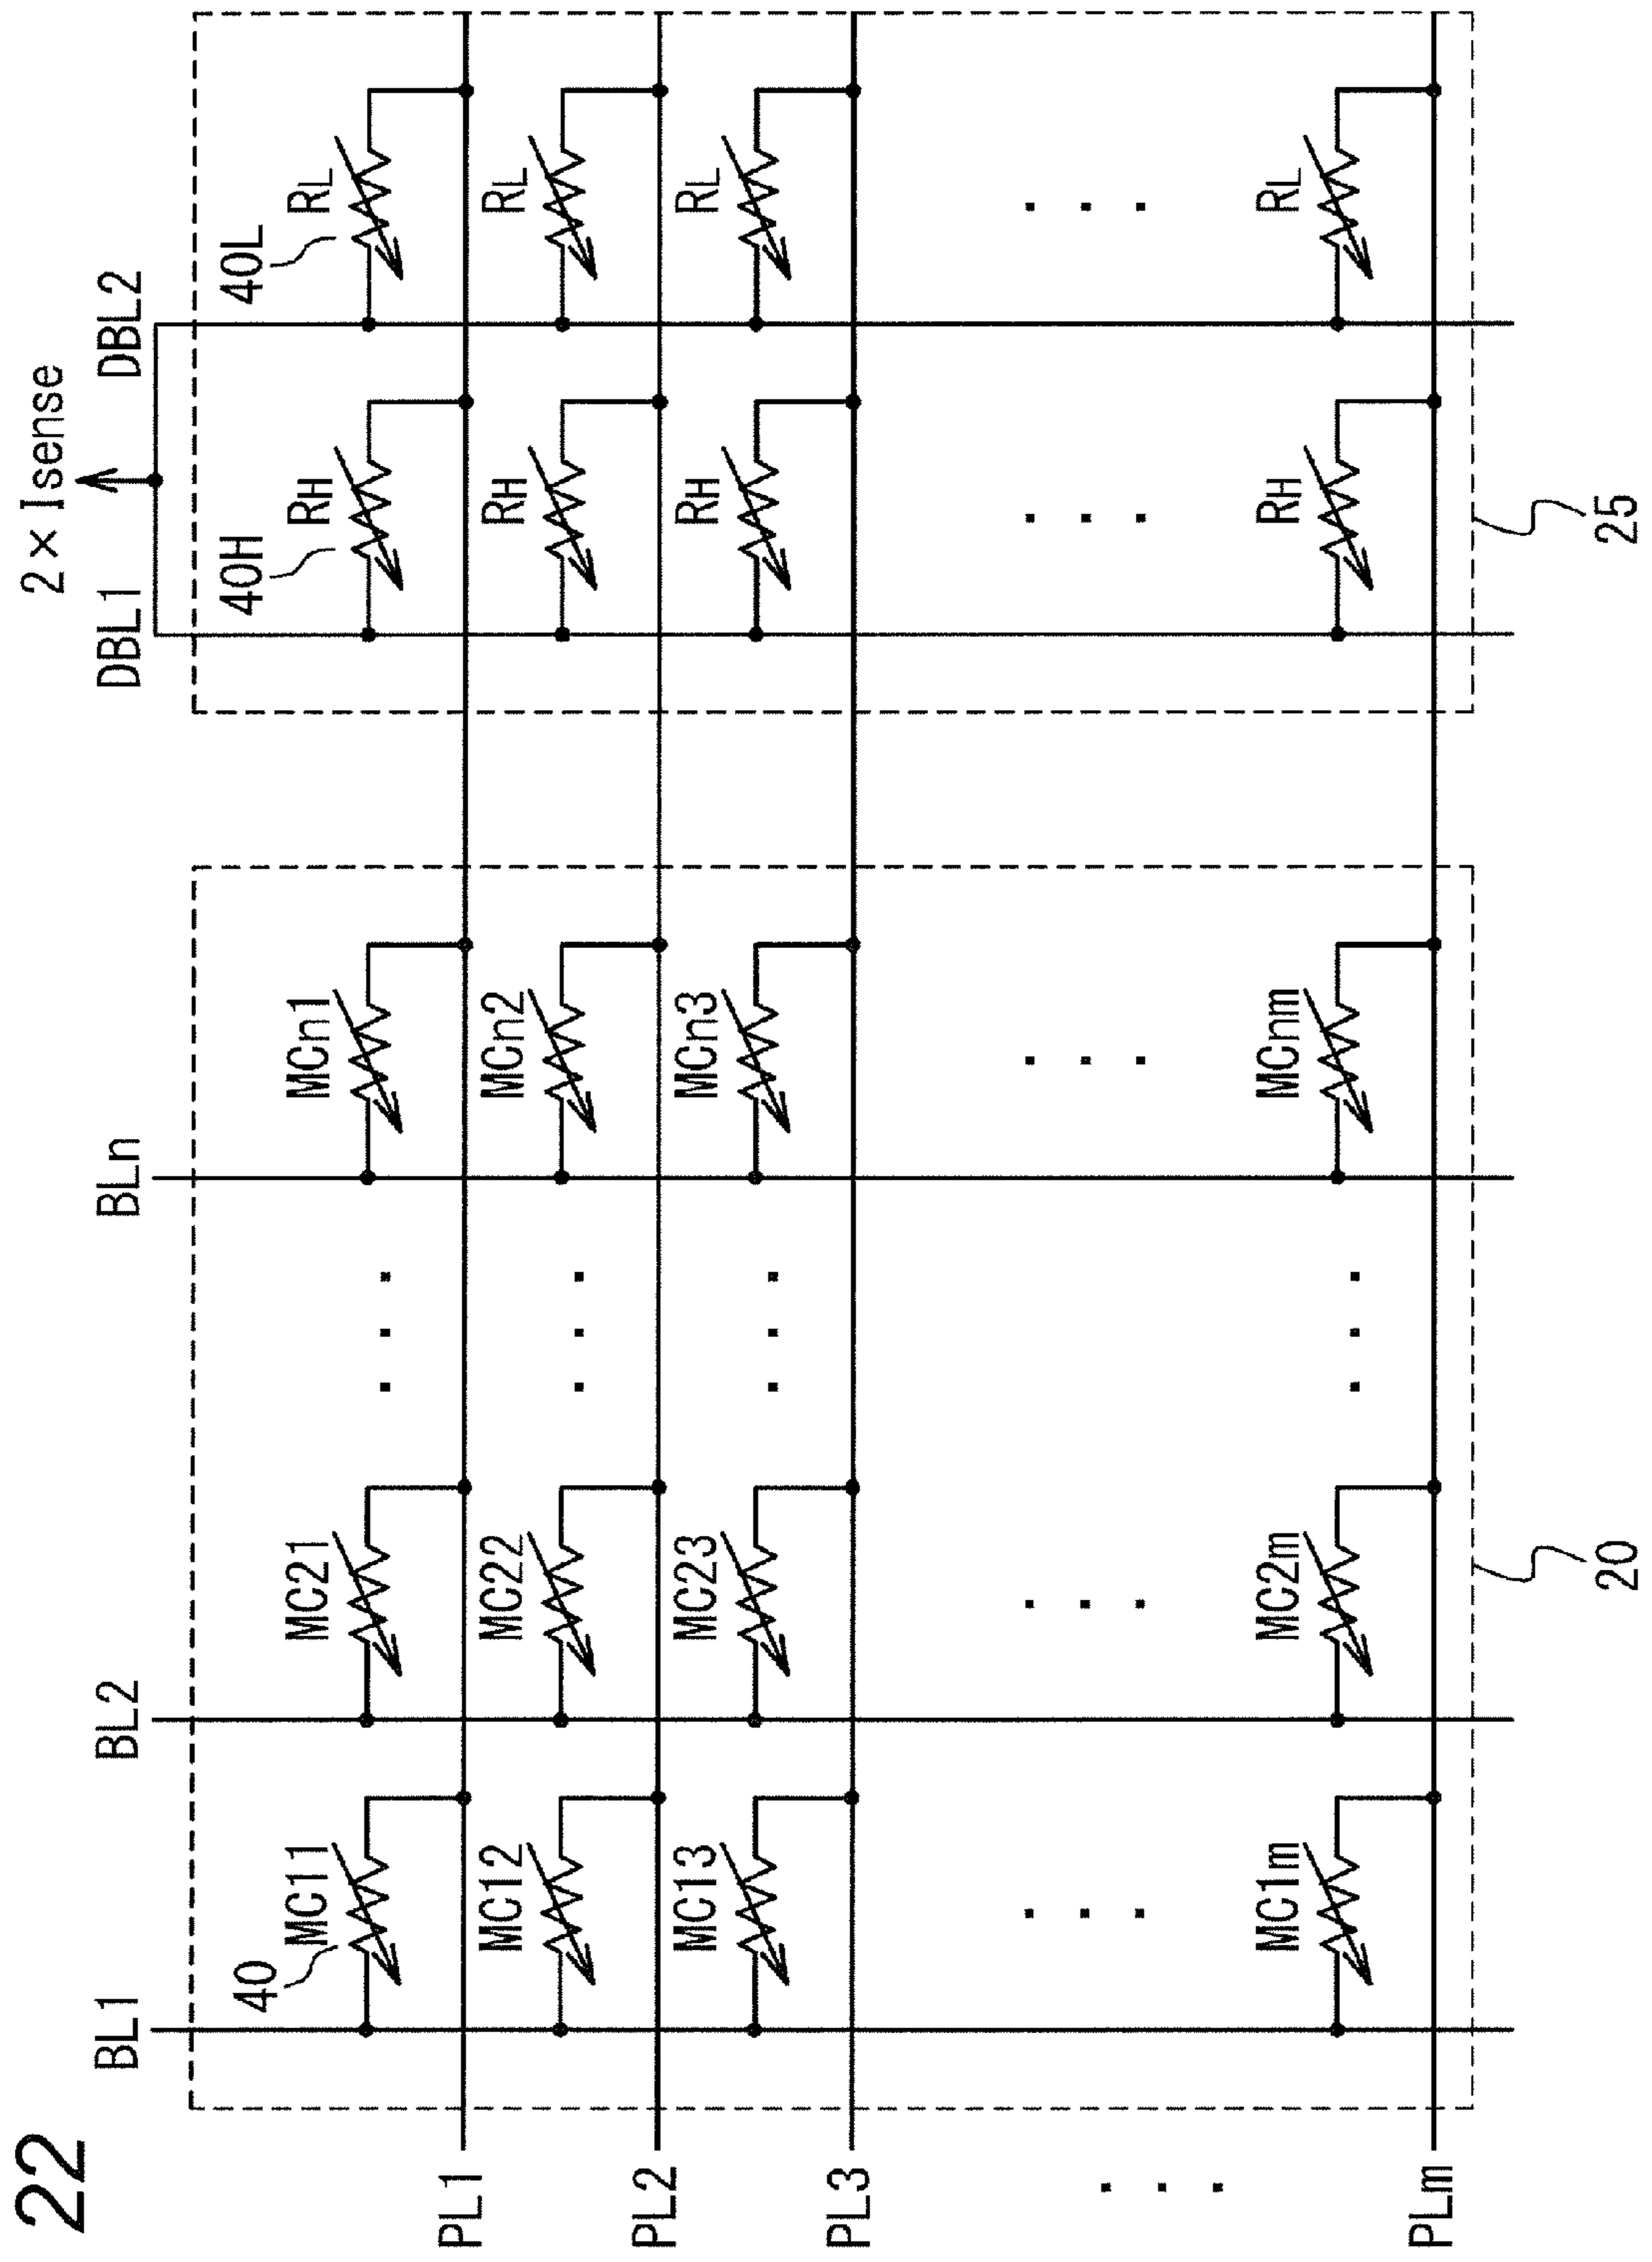 22
2×Isense
BL1
BL2
BLn
DBL1
DBL2
40
40H
40L
MC11
MC21
MCn1
RH
RL
PL1
MC12
MC22
MCn2
RH
RL
PL2
MC13
MC23
MCn3
RH
RL
PL3
MC1m
MC2m
MCnm
RH
RL
PLm
20
25